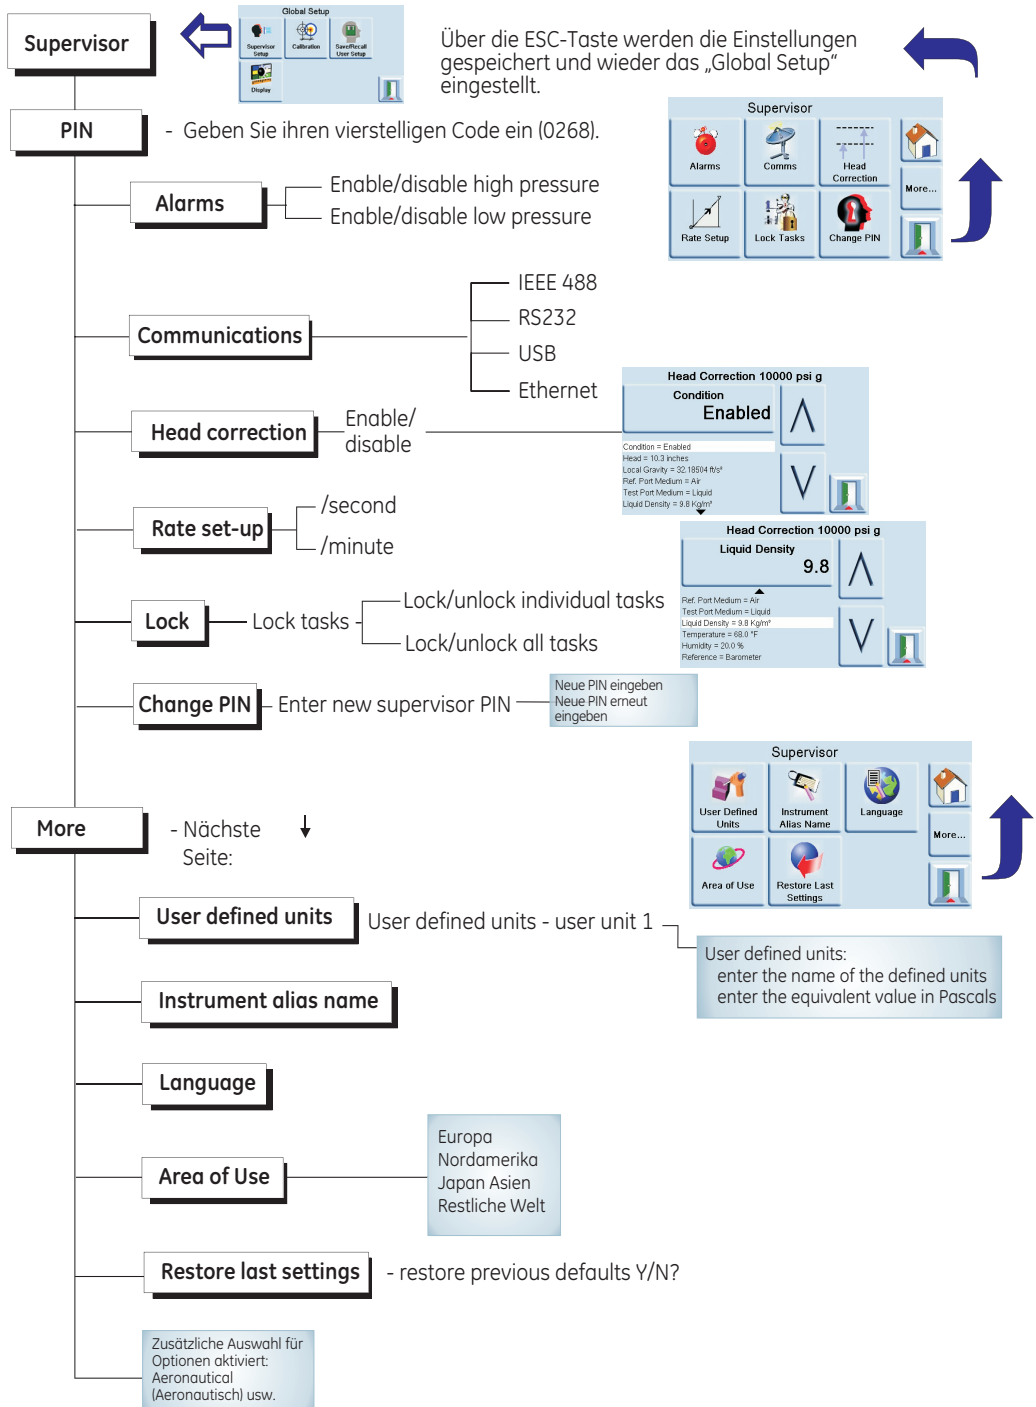 Supervisor
Global Setup
Supervisor
Setup
Calibration
Save/Recall
User Setup
Display
Über die ESC-Taste werden die Einstellungen
gespeichert und wieder das „Global Setup“
eingestellt.
PIN
- Geben Sie ihren vierstelligen Code ein (0268).
Supervisor
Alarms
Comms
Head
Correction
More...
Rate Setup
Lock Tasks
Change PIN
Alarms
Enable/disable high pressure
Enable/disable low pressure
Communications
IEEE 488
RS232
USB
Ethernet
Head correction
Enable/
disable
Head Correction 10000 psi g
Condition
Enabled
Condition = Enabled
Head = 10.3 inches
Local Gravity = 32.18504 ft/s²
Ref. Port Medium = Air
Test Port Medium = Liquid
Liquid Density = 9.8 Kg/m³
Rate set-up
/second
/minute
Head Correction 10000 psi g
Liquid Density
9.8
Ref. Port Medium = Air
Test Port Medium = Liquid
Liquid Density = 9.8 Kg/m³
Temperature = 68.0 °F
Humidity = 20.0 %
Reference = Barometer
Lock
Lock tasks
Lock/unlock individual tasks
Lock/unlock all tasks
Change PIN
Enter new supervisor PIN
Neue PIN eingeben
Neue PIN erneut
eingeben
More
- Nächste
Seite:
Supervisor
User Defined
Units
Instrument
Alias Name
Language
More...
Area of Use
Restore Last
Settings
User defined units
User defined units - user unit 1
User defined units:
enter the name of the defined units
enter the equivalent value in Pascals
Instrument alias name
Language
Area of Use
Europa
Nordamerika
Japan Asien
Restliche Welt
Restore last settings
- restore previous defaults Y/N?
Zusätzliche Auswahl für
Optionen aktiviert:
Aeronautical
(Aeronautisch) usw.